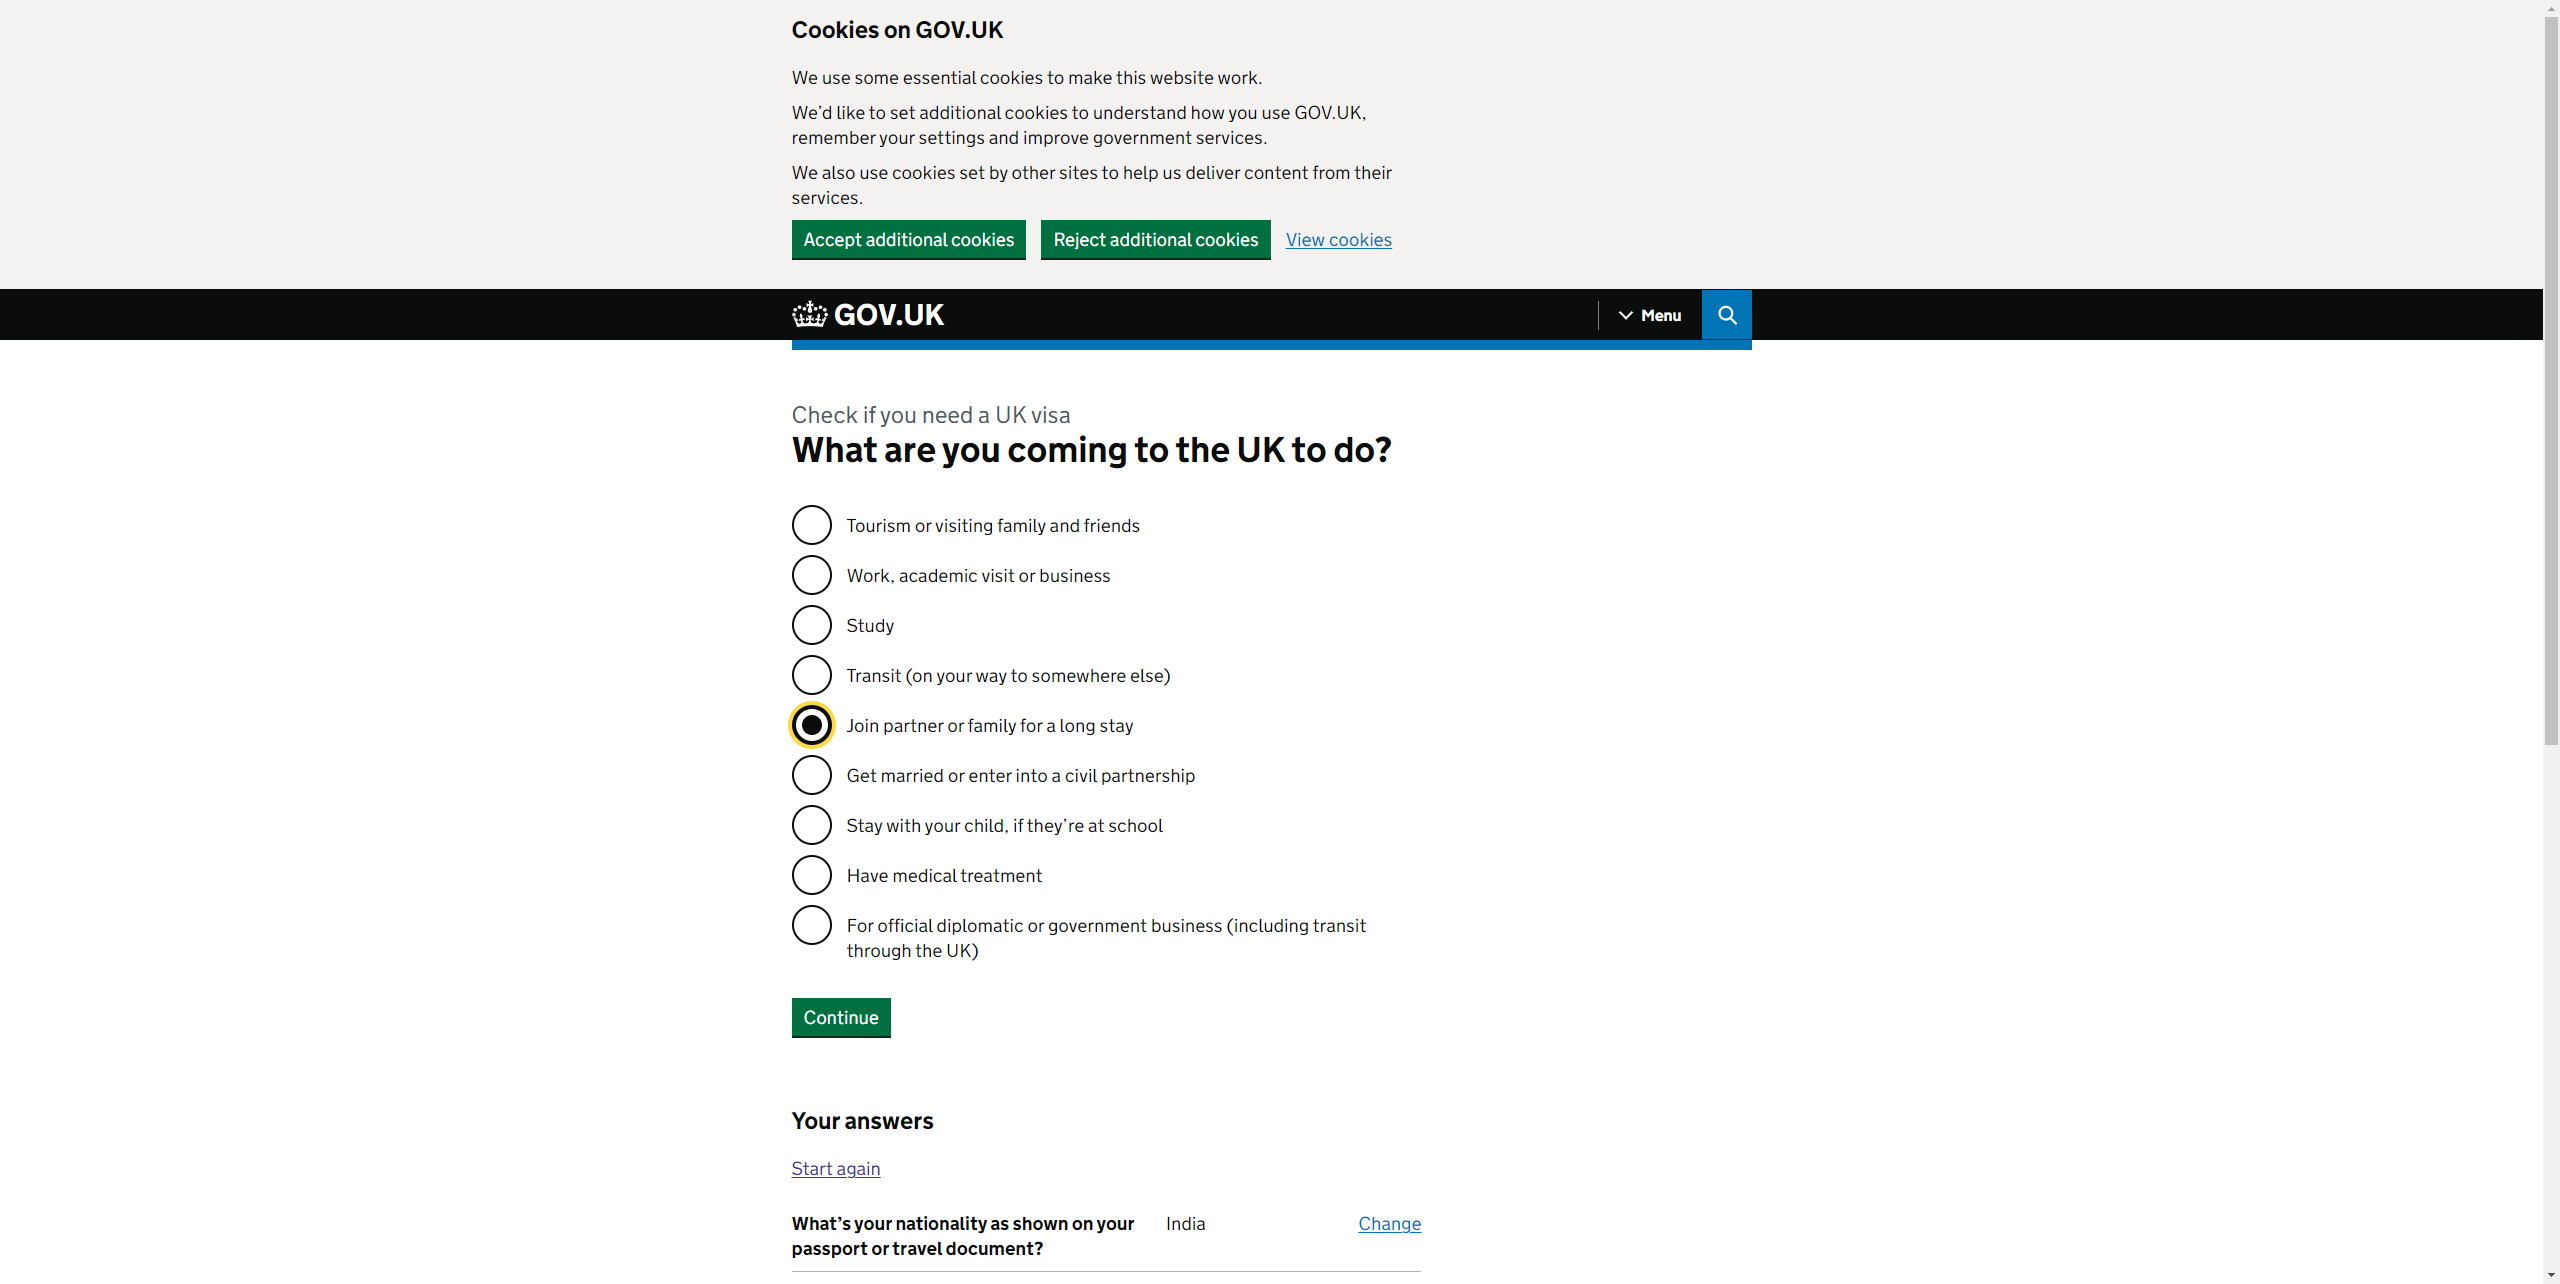 Cookies on GOV.UK
We use some essential cookies to make this website work.
We’d like to set additional cookies to understand how you use GOV.UK,
remember your settings and improve government services.
We also use cookies set by other sites to help us deliver content from their
services.
Accept additional cookies Reject additional cookies View cookies
GOV.UK Menu
Check if you need a UK visa
What are you coming to the UK to do?
Tourism or visiting family and friends
Work, academic visit or business
Study
Transit (on your way to somewhere else)
Join partner or family for a long stay
Get married or enter into a civil partnership
Stay with your child, if they’re at school
Have medical treatment
For official diplomatic or government business (including transit
through the UK)
Continue
Your answers
Start again
What’s your nationality as shown on your India Change
passport or travel document?